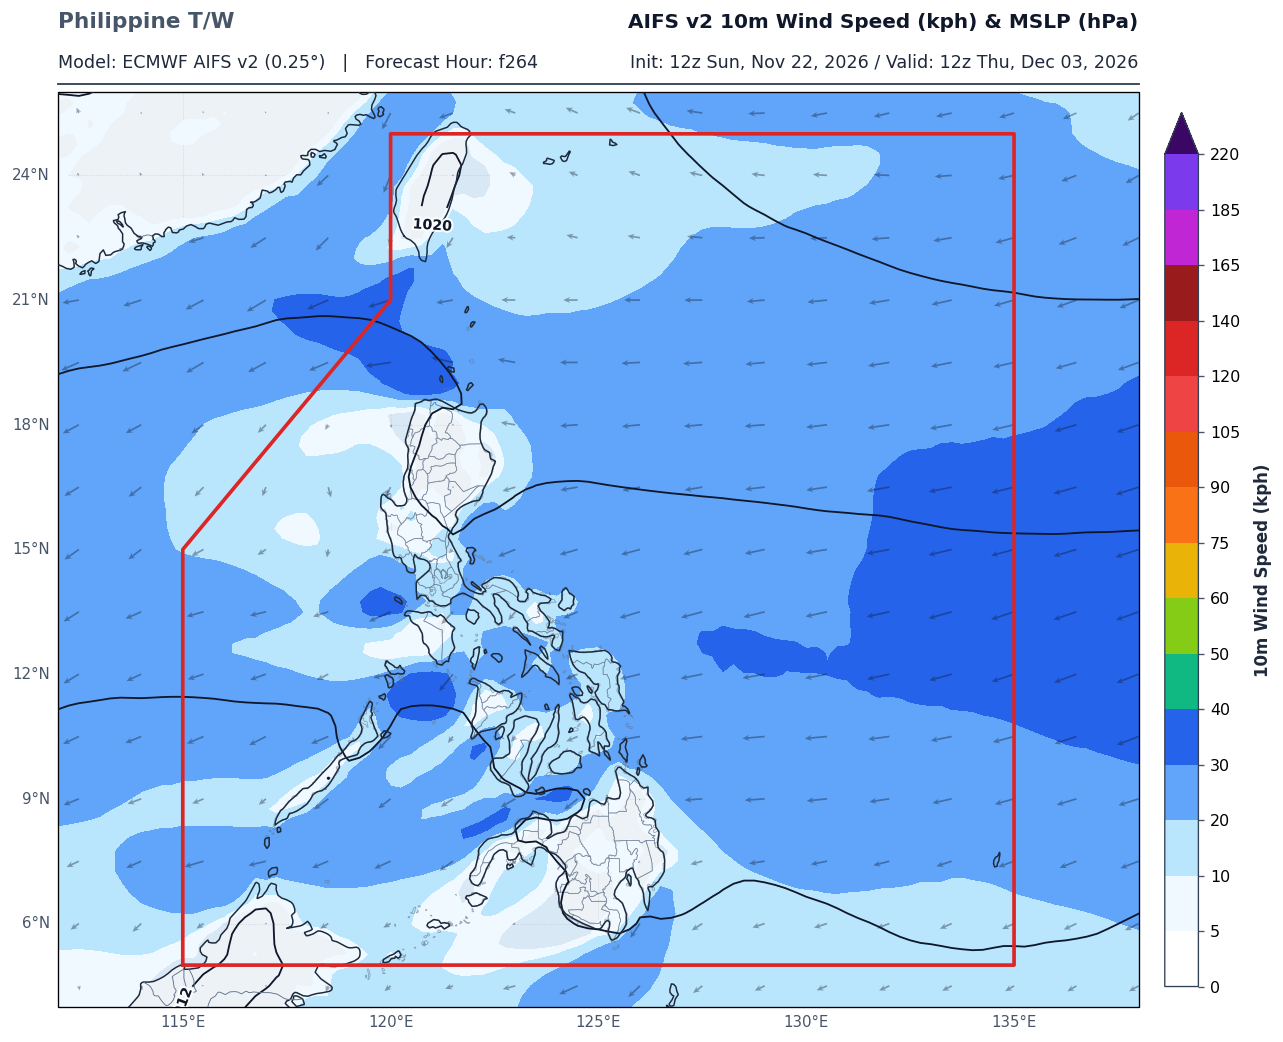 Philippine T/W
AIFS v2 10m Wind Speed (kph) & MSLP (hPa)
Model: ECMWF AIFS v2 (0.25°) | Forecast Hour: f264
Init: 12z Sun, Nov 22, 2026 / Valid: 12z Thu, Dec 03, 2026
24°N
21°N
18°N
15°N
12°N
9°N
6°N
1020
12
115°E
120°E
125°E
130°E
135°E
220
185
165
140
120
105
90
75
60
50
40
30
20
10
5
0
10m Wind Speed (kph)